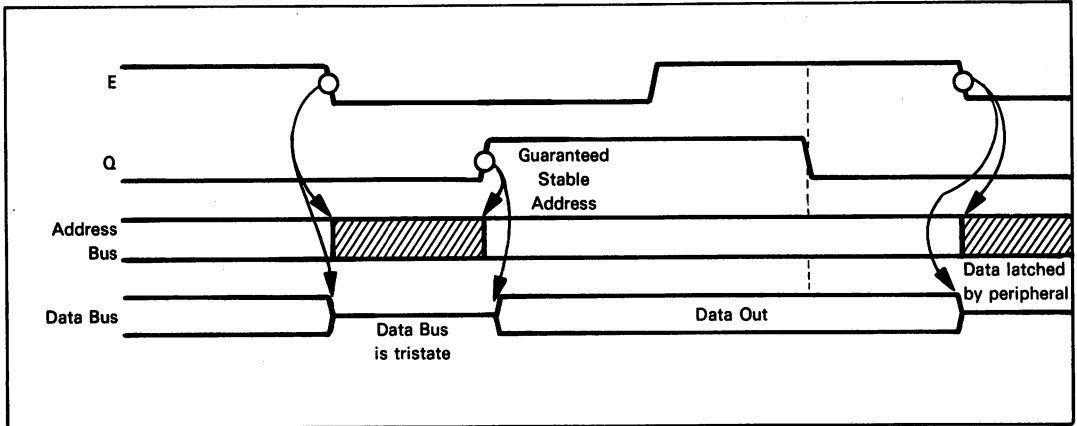 E
Q
Guaranteed
Stable
Address
Address
Bus
Data latched
by peripheral
Data Bus
Data Out
Data Bus
is tristate